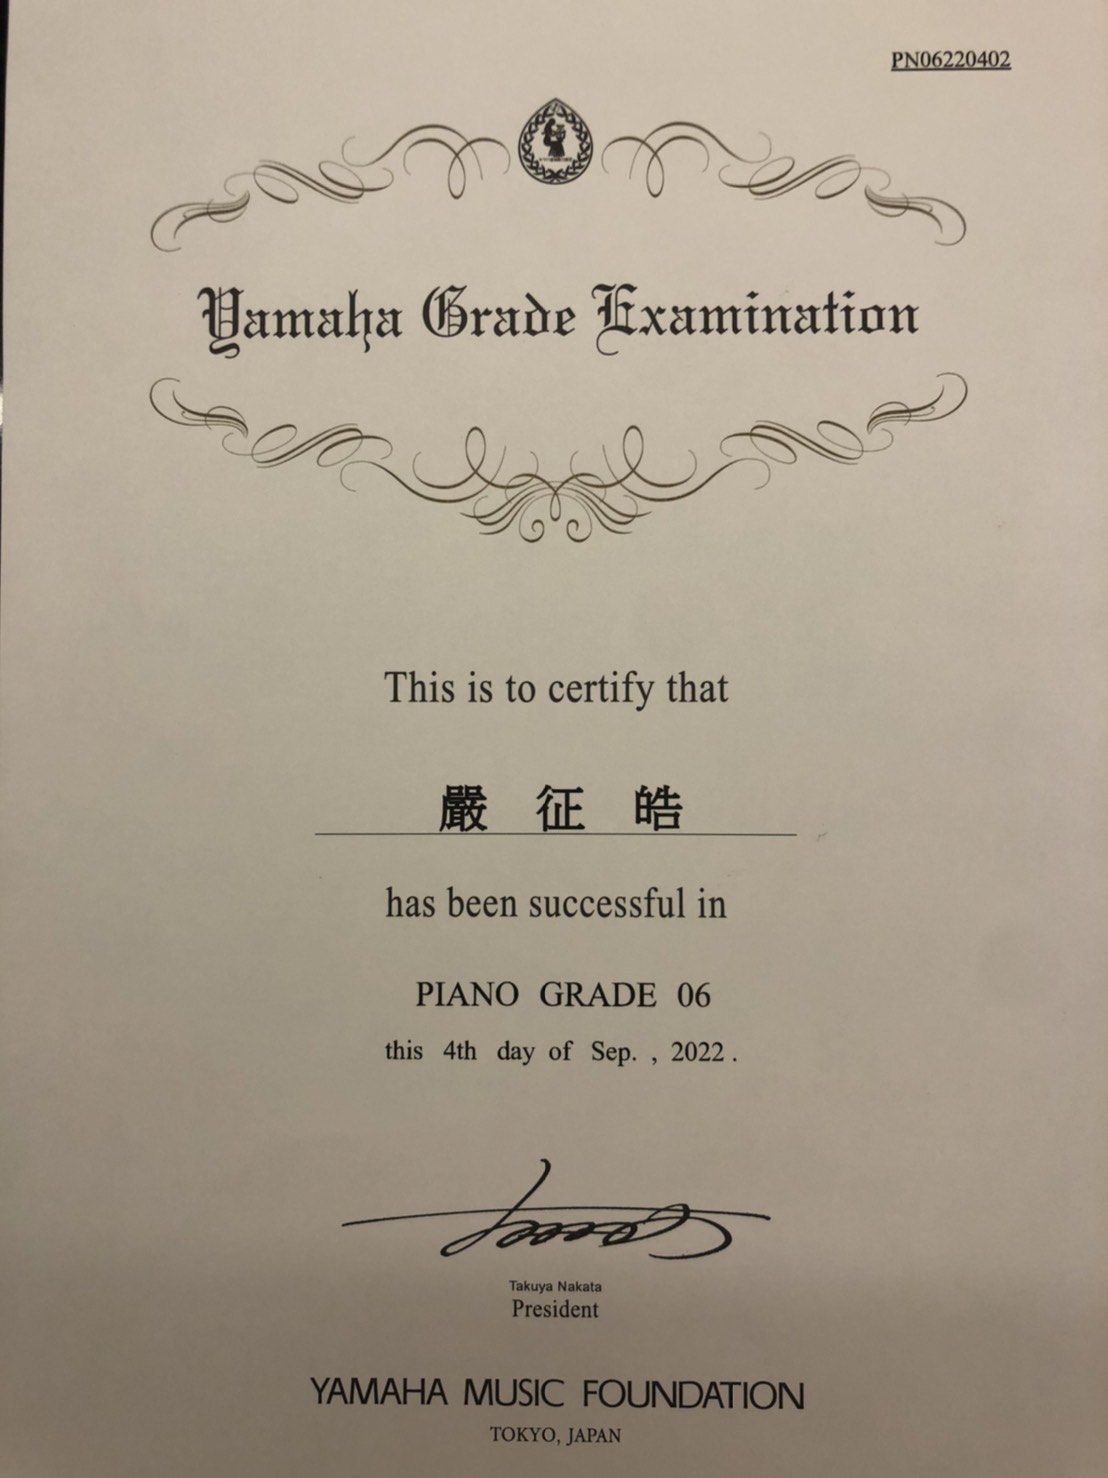 PN06220402
Yamaha Grade Examination
This is to certify that
嚴 征 皓
has been successful in
PIANO GRADE 06
this 4th day of Sep. , 2022 .
Takuya Nakata
President
YAMAHA MUSIC FOUNDATION
TOKYO, JAPAN